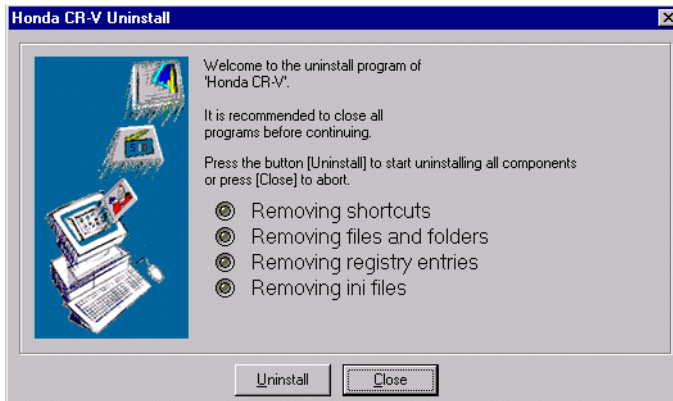 Honda CR-V Uninstall
Welcome to the uninstall program of
'Honda CR-V'.
It is recommended to close all
programs before continuing.
Press the button [Uninstall] to start uninstalling all components
or press [Close] to abort.
Removing shortcuts
Removing files and folders
Removing registry entries
Removing ini files
Uninstall
Close